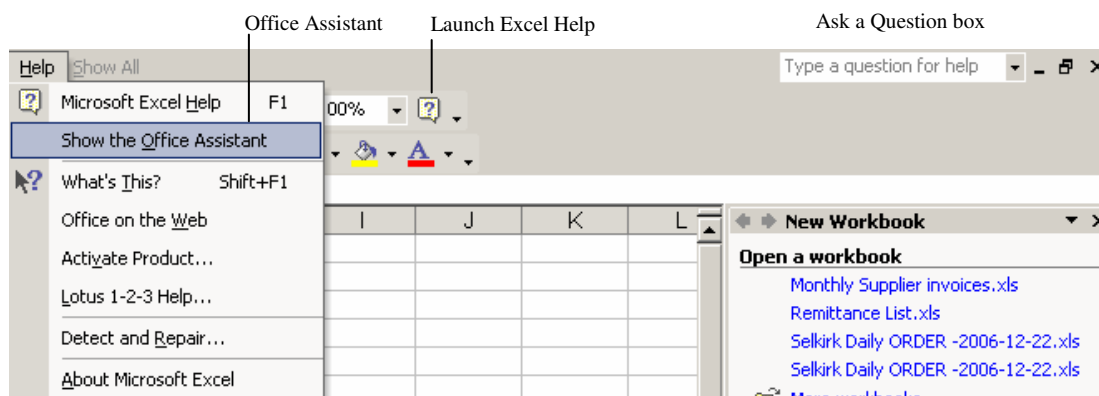 Office Assistant Launch Excel Help Ask a Question box
Help Show All Type a question for help
Microsoft Excel Help F1
00%
Show the Office Assistant
What's This? Shift+F1
Office on the Web
I J K L
New Workbook
Activate Product...
Open a workbook
Lotus 1-2-3 Help...
Monthly Supplier invoices.xls
Remittance List.xls
Detect and Repair...
Selkirk Daily ORDER -2006-12-22.xls
About Microsoft Excel
Selkirk Daily ORDER -2006-12-22.xls